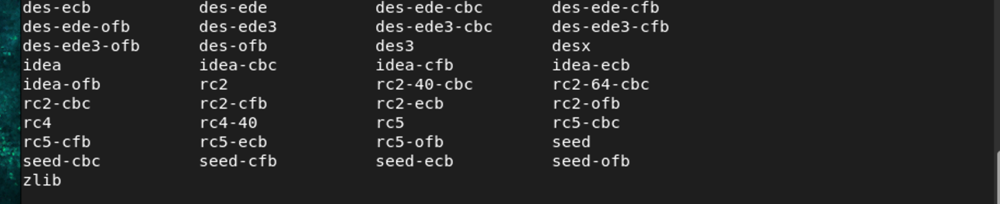 des-ecb des-ede des-ede-cbc des-ede-cfb
des-ede-ofb des-ede3 des-ede3-cbc des-ede3-cfb
des-ede3-ofb des-ofb des3 desx
idea idea-cbc idea-cfb idea-ecb
idea-ofb rc2 rc2-40-cbc rc2-64-cbc
rc2-cbc rc2-cfb rc2-ecb rc2-ofb
rc4 rc4-40 rc5 rc5-cbc
rc5-cfb rc5-ecb rc5-ofb seed
seed-cbc seed-cfb seed-ecb seed-ofb
zlib